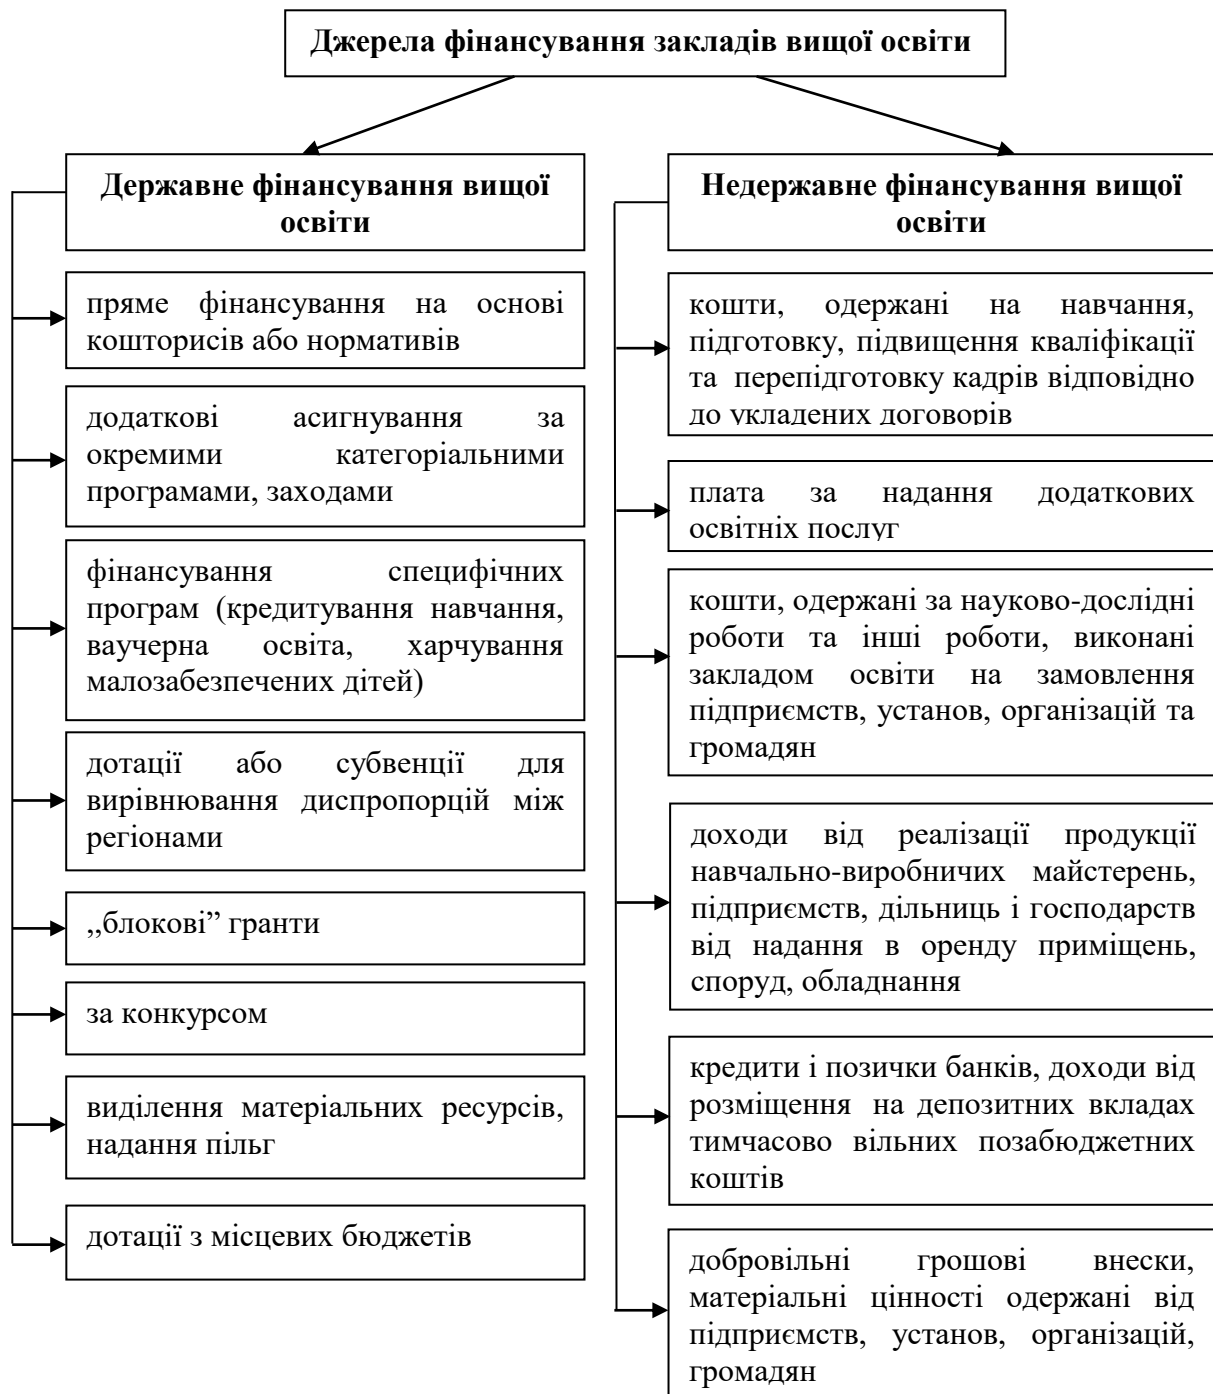 Джерела фінансування закладів вищої освіти
Державне фінансування вищої
освіти
пряме фінансування на основі
кошторисів або нормативів
додаткові асигнування за
окремими категоріальними
програмами, заходами
фінансування специфічних
програм (кредитування навчання,
ваучерна освіта, харчування
малозабезпечених дітей)
дотації або субвенції для
вирівнювання диспропорцій між
регіонами
„блокові” гранти
за конкурсом
виділення матеріальних ресурсів,
надання пільг
дотації з місцевих бюджетів
Недержавне фінансування вищої
освіти
кошти, одержані на навчання,
підготовку, підвищення кваліфікації
та перепідготовку кадрів відповідно
до укладених договорів
плата за надання додаткових
освітніх послуг
кошти, одержані за науково-дослідні
роботи та інші роботи, виконані
закладом освіти на замовлення
підприємств, установ, організацій та
громадян
доходи від реалізації продукції
навчально-виробничих майстерень,
підприємств, дільниць і господарств
від надання в оренду приміщень,
споруд, обладнання
кредити і позички банків, доходи від
розміщення на депозитних вкладах
тимчасово вільних позабюджетних
коштів
добровільні грошові внески,
матеріальні цінності одержані від
підприємств, установ, організацій,
громадян